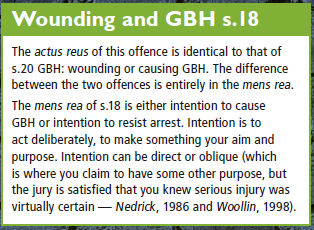 Wounding and GBH s.18
The actus reus of this offence is identical to that of
s.20 GBH: wounding or causing GBH. The difference
between the two offences is entirely in the mens rea.
The mens rea of s.18 is either intention to cause
GBH or intention to resist arrest. Intention is to
act deliberately, to make something your aim and
purpose. Intention can be direct or oblique (which
is where you claim to have some other purpose, but
the jury is satisfied that you knew serious injury was
virtually certain — Nedrick, 1986 and Woollin, 1998).